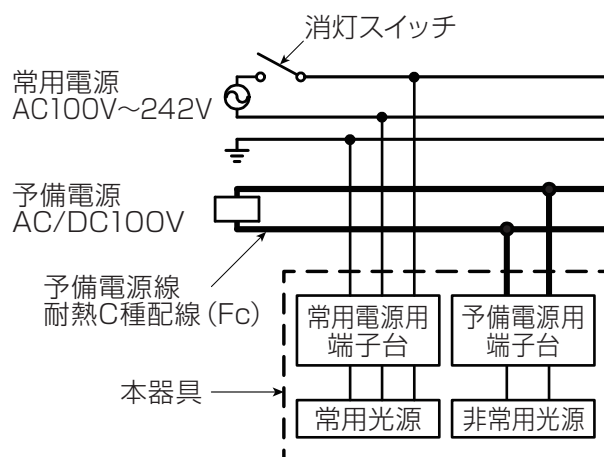 消灯スイッチ
常用電源
AC100V～242V
予備電源
AC/DC100V
予備電源線
耐熱C種配線(Fc)
常用電源用
端子台
予備電源用
端子台
本器具
常用光源
非常用光源